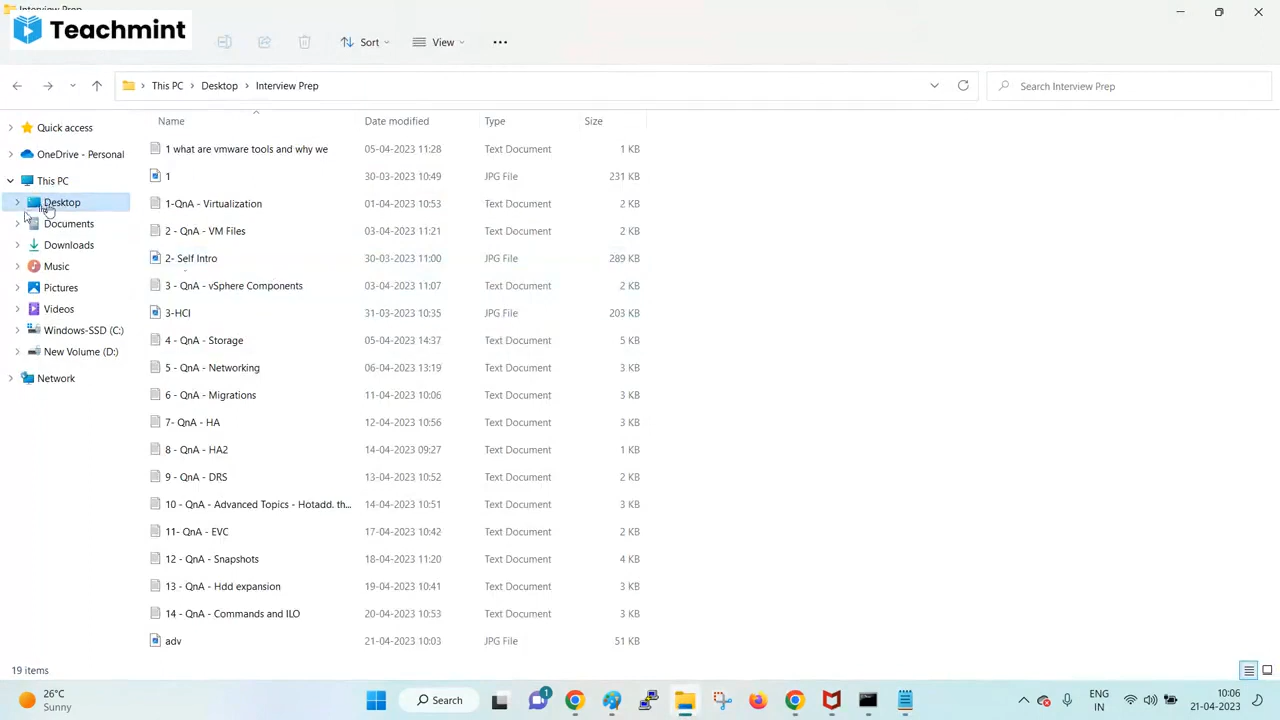 Interview Prep
Teachmint
Sort
View
This PC > Desktop > Interview Prep
Search Interview Prep
Name Date modified Type Size
Quick access
OneDrive - Personal
This PC
Desktop
Documents
Downloads
Music
Pictures
Videos
Windows-SSD (C:)
New Volume (D:)
Network
1 what are vmware tools and why we 05-04-2023 11:28 Text Document 1 KB
1 30-03-2023 10:49 JPG File 231 KB
1-QnA - Virtualization 01-04-2023 10:53 Text Document 2 KB
2 - QnA - VM Files 03-04-2023 11:21 Text Document 2 KB
2- Self Intro 30-03-2023 11:00 JPG File 289 KB
3 - QnA - vSphere Components 03-04-2023 11:07 Text Document 2 KB
3-HCI 31-03-2023 10:35 JPG File 203 KB
4 - QnA - Storage 05-04-2023 14:37 Text Document 5 KB
5 - QnA - Networking 06-04-2023 13:19 Text Document 3 KB
6 - QnA - Migrations 11-04-2023 10:06 Text Document 3 KB
7- QnA - HA 12-04-2023 10:56 Text Document 3 KB
8 - QnA - HA2 14-04-2023 09:27 Text Document 1 KB
9 - QnA - DRS 13-04-2023 10:52 Text Document 2 KB
10 - QnA - Advanced Topics - Hotadd. th... 14-04-2023 10:51 Text Document 3 KB
11- QnA - EVC 17-04-2023 10:42 Text Document 2 KB
12 - QnA - Snapshots 18-04-2023 11:20 Text Document 4 KB
13 - QnA - Hdd expansion 19-04-2023 10:41 Text Document 3 KB
14 - QnA - Commands and ILO 20-04-2023 10:53 Text Document 3 KB
adv 21-04-2023 10:03 JPG File 51 KB
19 items
26°C
Sunny
Search
1
ENG
IN
10:06
21-04-2023